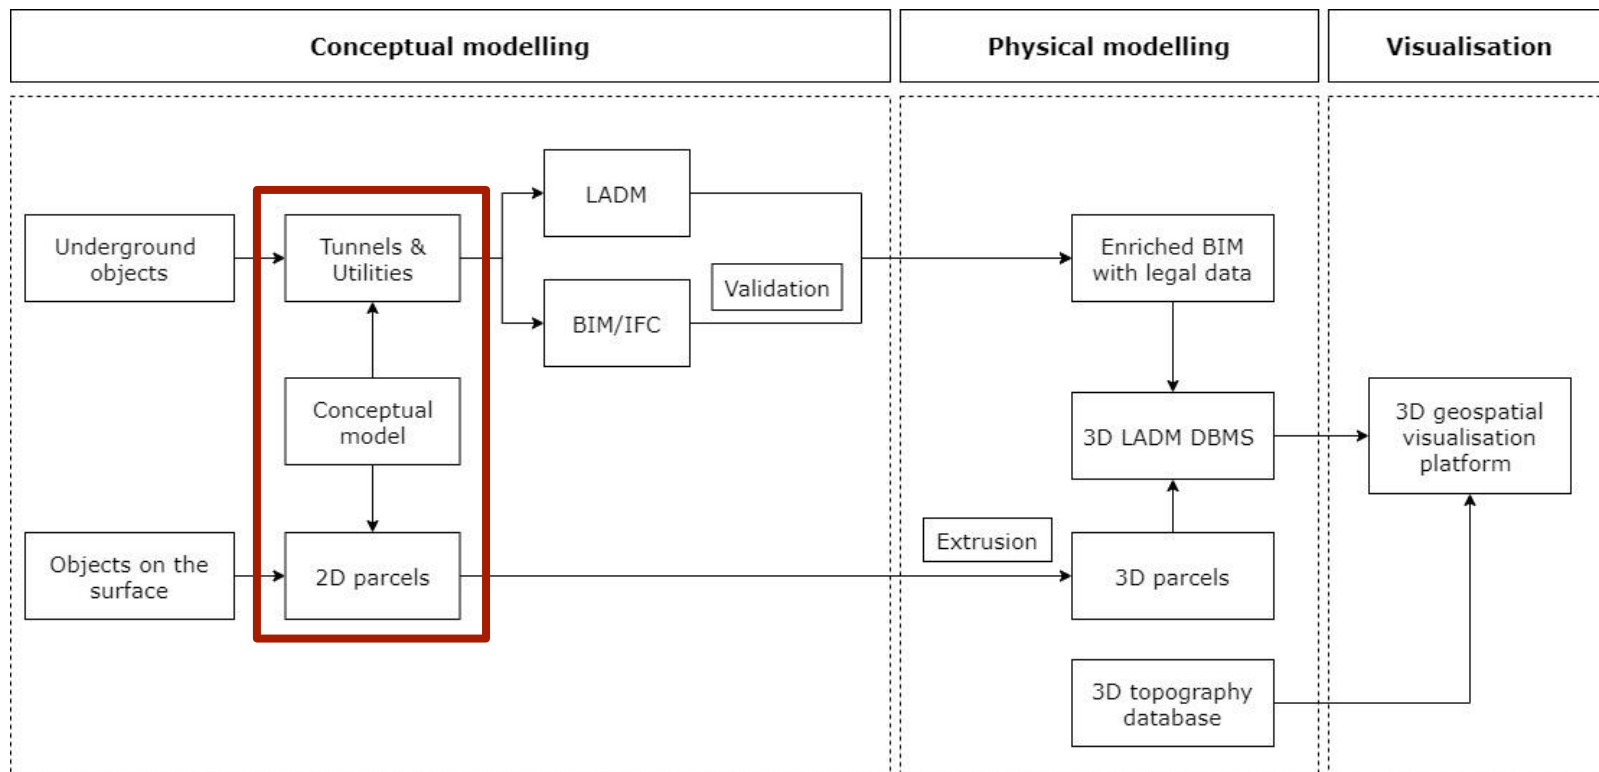 Conceptual modelling
Physical modelling
Visualisation
LADM
Underground
objects
Tunnels &
Utilities
Enriched BIM
with legal data
Validation
BIM/IFC
Conceptual
model
3D LADM DBMS
3D geospatial
visualisation
platform
Extrusion
Objects on the
surface
2D parcels
3D parcels
3D topography
database